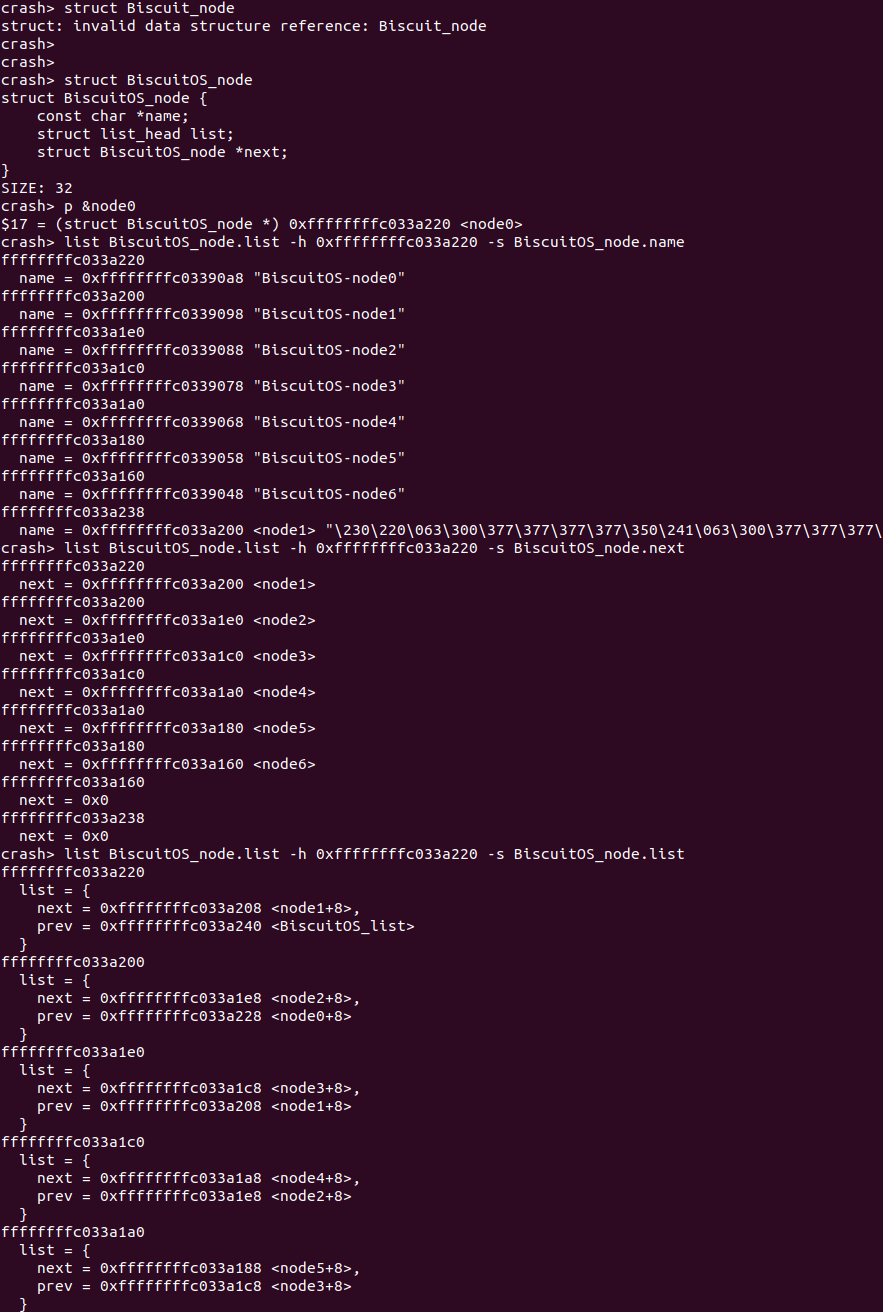 crash> struct Biscuit_node
struct: invalid data structure reference: Biscuit_node
crash>
crash>
crash> struct BiscuitOS_node
struct BiscuitOS_node {
    const char *name;
    struct list_head list;
    struct BiscuitOS_node *next;
}
SIZE: 32
crash> p &node0
$17 = (struct BiscuitOS_node *) 0xffffffffc033a220 <node0>
crash> list BiscuitOS_node.list -h 0xffffffffc033a220 -s BiscuitOS_node.name
ffffffffc033a220
  name = 0xffffffffc03390a8 "BiscuitOS-node0"
ffffffffc033a200
  name = 0xffffffffc0339098 "BiscuitOS-node1"
ffffffffc033a1e0
  name = 0xffffffffc0339088 "BiscuitOS-node2"
ffffffffc033a1c0
  name = 0xffffffffc0339078 "BiscuitOS-node3"
ffffffffc033a1a0
  name = 0xffffffffc0339068 "BiscuitOS-node4"
ffffffffc033a180
  name = 0xffffffffc0339058 "BiscuitOS-node5"
ffffffffc033a160
  name = 0xffffffffc0339048 "BiscuitOS-node6"
ffffffffc033a238
  name = 0xffffffffc033a200 <node1> "\230\220\063\300\377\377\377\377\350\241\063\300\377\377\377\
crash> list BiscuitOS_node.list -h 0xffffffffc033a220 -s BiscuitOS_node.next
ffffffffc033a220
  next = 0xffffffffc033a200 <node1>
ffffffffc033a200
  next = 0xffffffffc033a1e0 <node2>
ffffffffc033a1e0
  next = 0xffffffffc033a1c0 <node3>
ffffffffc033a1c0
  next = 0xffffffffc033a1a0 <node4>
ffffffffc033a1a0
  next = 0xffffffffc033a180 <node5>
ffffffffc033a180
  next = 0xffffffffc033a160 <node6>
ffffffffc033a160
  next = 0x0
ffffffffc033a238
  next = 0x0
crash> list BiscuitOS_node.list -h 0xffffffffc033a220 -s BiscuitOS_node.list
ffffffffc033a220
  list = {
    next = 0xffffffffc033a208 <node1+8>,
    prev = 0xffffffffc033a240 <BiscuitOS_list>
  }
ffffffffc033a200
  list = {
    next = 0xffffffffc033a1e8 <node2+8>,
    prev = 0xffffffffc033a228 <node0+8>
  }
ffffffffc033a1e0
  list = {
    next = 0xffffffffc033a1c8 <node3+8>,
    prev = 0xffffffffc033a208 <node1+8>
  }
ffffffffc033a1c0
  list = {
    next = 0xffffffffc033a1a8 <node4+8>,
    prev = 0xffffffffc033a1e8 <node2+8>
  }
ffffffffc033a1a0
  list = {
    next = 0xffffffffc033a188 <node5+8>,
    prev = 0xffffffffc033a1c8 <node3+8>
  }